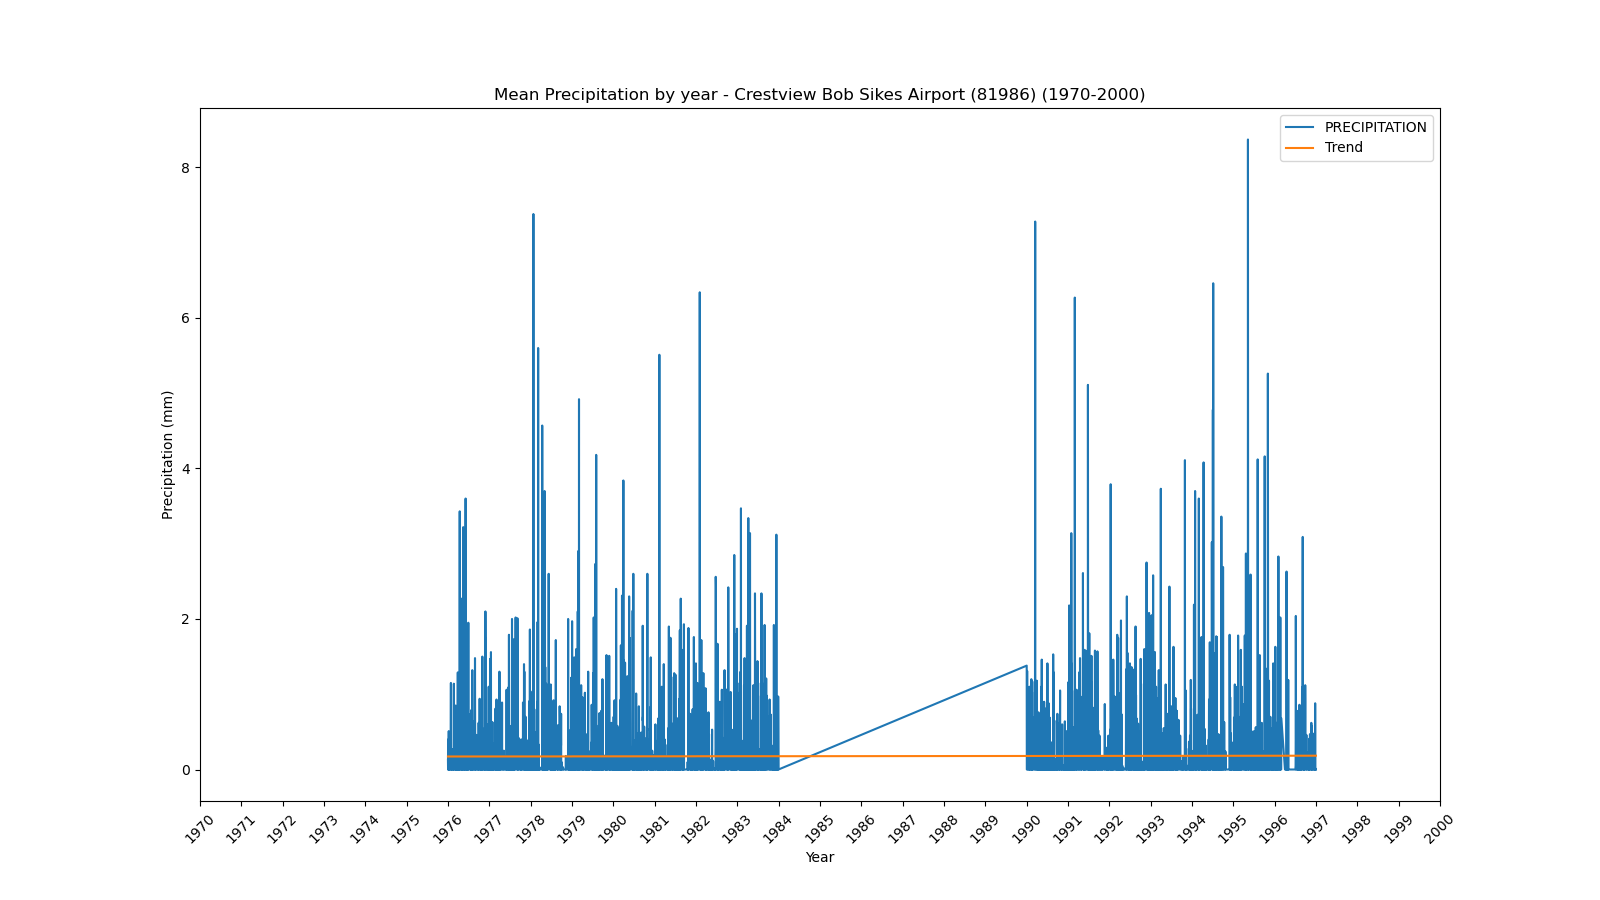 Mean Precipitation by year - Crestview Bob Sikes Airport (81986) (1970-2000)
PRECIPITATION
Trend
8
6
4
2
0
Precipitation (mm)
1970 1971 1972 1973 1974 1975 1976 1977 1978 1979 1980 1981 1982 1983 1984 1985 1986 1987 1988 1989 1990 1991 1992 1993 1994 1995 1996 1997 1998 1999 2000
Year